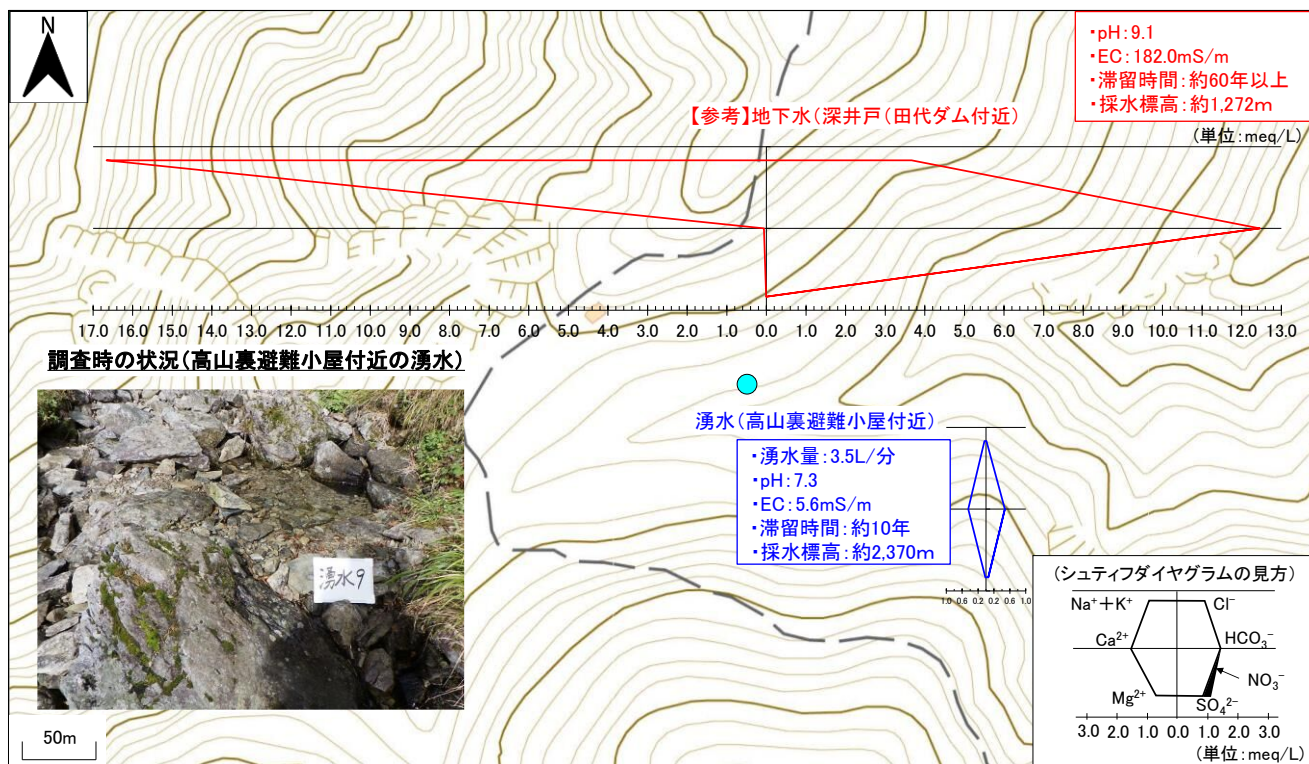 N
・pH:9.1
・EC:182.0mS/m
・滞留時間:約60年以上
・採水標高:約1,272m
【参考】地下水(深井戸(田代ダム付近)
(単位:meq/L)
17.0 16.0 15.0 14.0 13.0 12.0 11.0 10.0 9.0 8.0 7.0 6.0 5.0 4.0 3.0 2.0 1.0 0.0 1.0 2.0 3.0 4.0 5.0 6.0 7.0 8.0 9.0 10.0 11.0 12.0 13.0
調査時の状況(高山裏避難小屋付近の湧水)
湧水9
湧水(高山裏避難小屋付近)
・湧水量:3.5L/分
・pH:7.3
・EC:5.6mS/m
・滞留時間:約10年
・採水標高:約2,370m
1.0 0.6 0.2 0.2 0.6 1.0
(シュティフダイヤグラムの見方)
Na⁺+K⁺ Cl⁻
Ca²⁺ HCO₃⁻
NO₃⁻
Mg²⁺ SO₄²⁻
3.0 2.0 1.0 0.0 1.0 2.0 3.0
(単位:meq/L)
50m